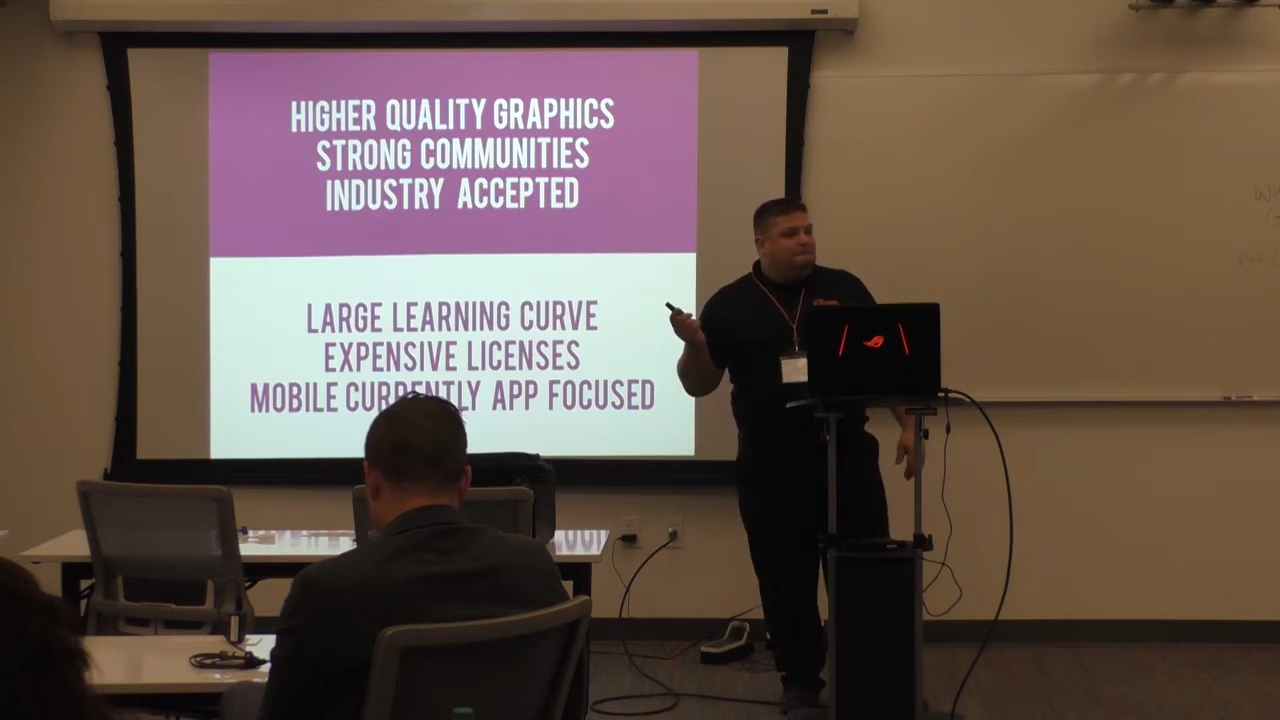 HIGHER QUALITY GRAPHICS
STRONG COMMUNITIES
INDUSTRY ACCEPTED
LARGE LEARNING CURVE
EXPENSIVE LICENSES
MOBILE CURRENTLY APP FOCUSED